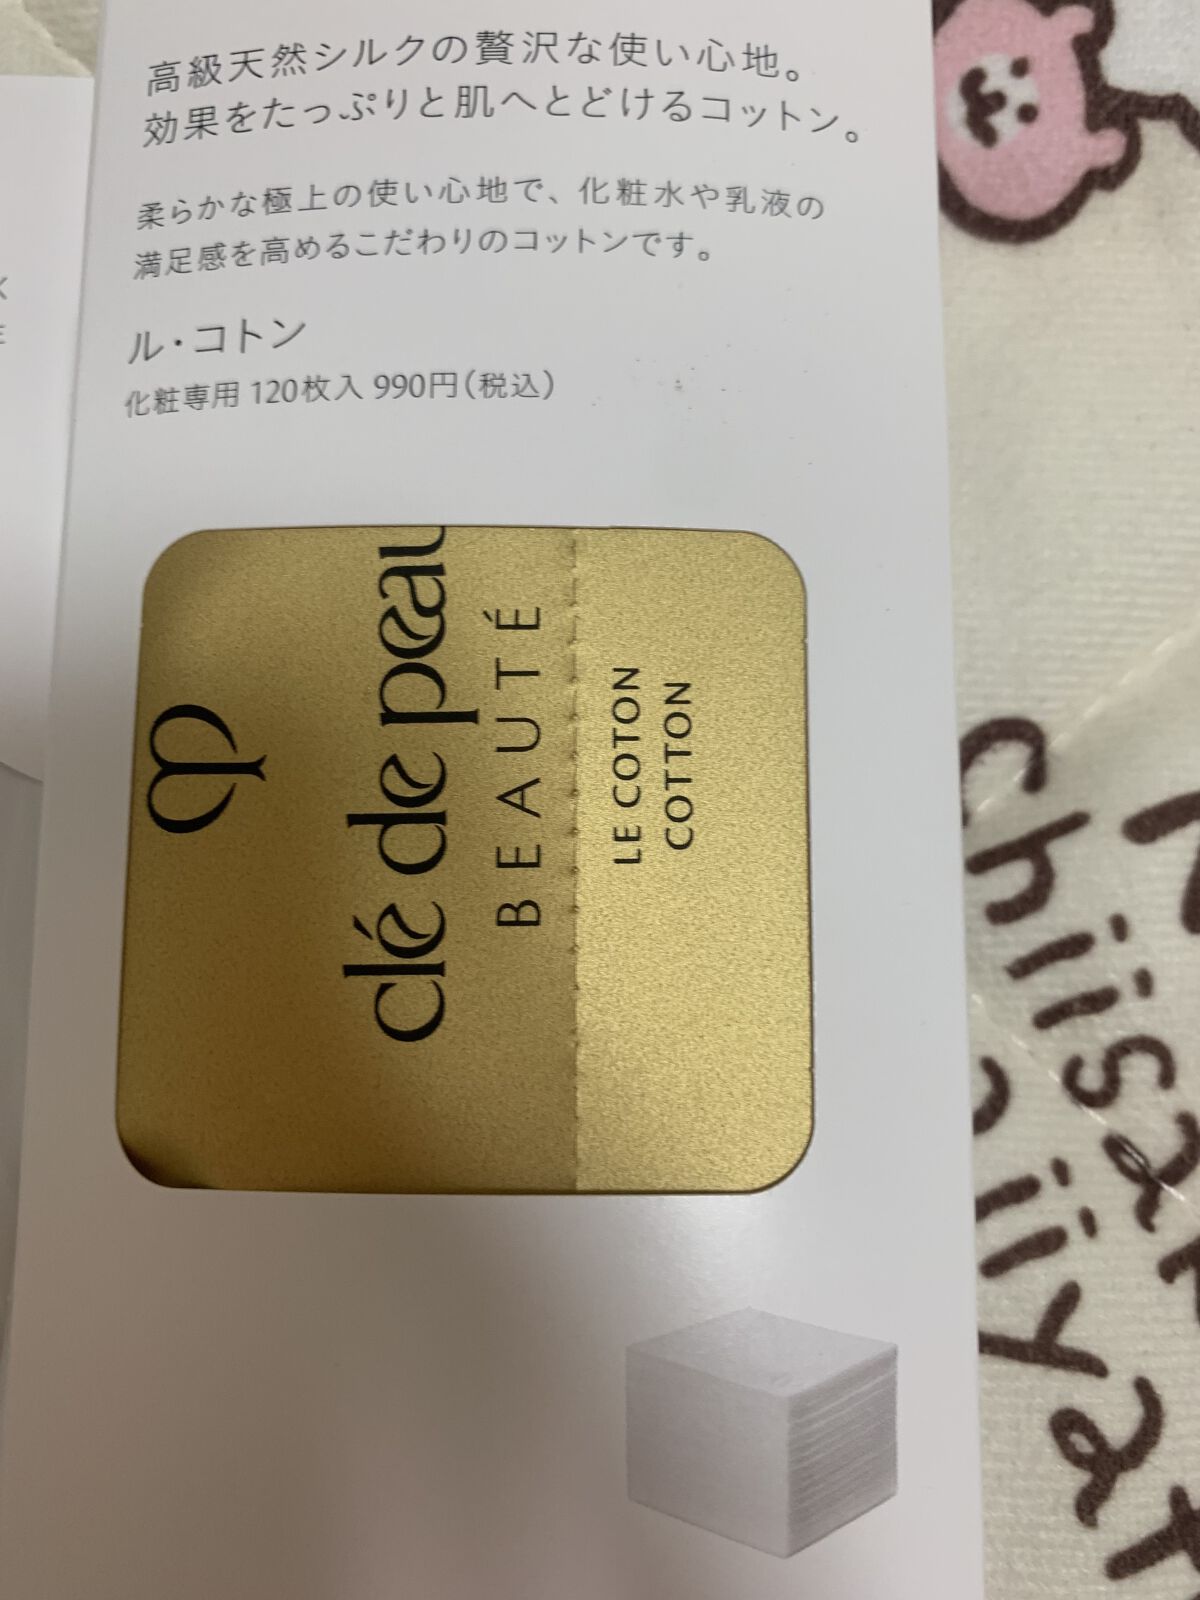 高級天然シルクの贅沢な使い心地。
効果をたっぷりと肌へとどけるコットン。
柔らかな極上の使い心地で、化粧水や乳液の
満足感を高めるこだわりのコットンです。
ル・コトン
化粧専用 120枚入 990円(税込)
clé de peau
BEAUTÉ
LE COTON
COTTON
chiisa